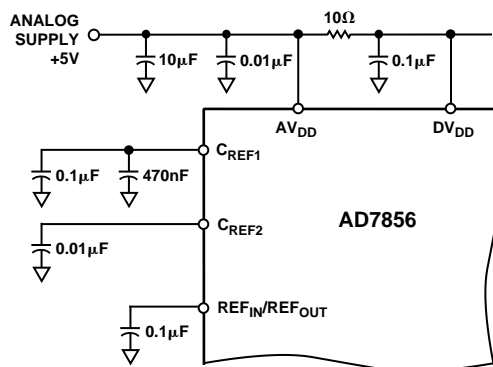 ANALOG
SUPPLY
+5V
10Ω
10μF
0.01μF
0.1μF
AVDD
DVDD
CREF1
0.1μF
470nF
CREF2
AD7856
0.01μF
REFIN/REFOUT
0.1μF